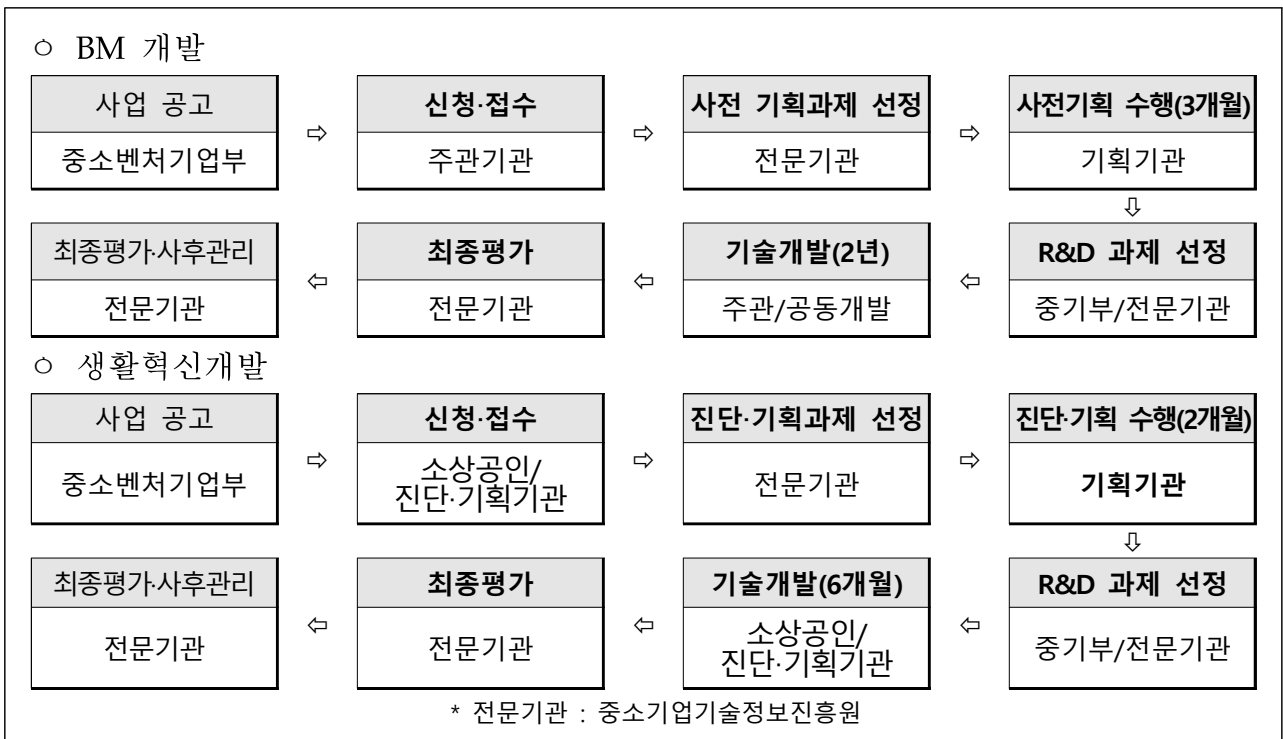 ㅇ BM 개발
사업 공고 ⇨ 신청·접수 ⇨ 사전 기획과제 선정 ⇨ 사전기획 수행(3개월)
중소벤처기업부 주관기관 전문기관 기획기관
⇩
최종평가·사후관리 ⇦ 최종평가 ⇦ 기술개발(2년) ⇦ R&D 과제 선정
전문기관 전문기관 주관/공동개발 중기부/전문기관
ㅇ 생활혁신개발
사업 공고 ⇨ 신청·접수 ⇨ 진단·기획과제 선정 ⇨ 진단·기획 수행(2개월)
중소벤처기업부 소상공인/ 전문기관 기획기관
진단·기획기관
⇩
최종평가·사후관리 ⇦ 최종평가 ⇦ 기술개발(6개월) ⇦ R&D 과제 선정
전문기관 전문기관 소상공인/ 중기부/전문기관
진단·기획기관
* 전문기관 : 중소기업기술정보진흥원